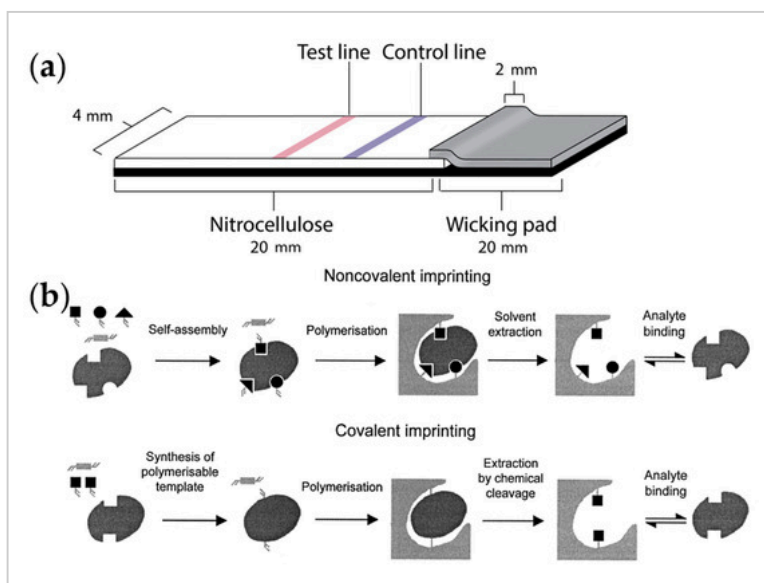 (a)
Test line Control line
2 mm
4 mm
Nitrocellulose
20 mm
Wicking pad
20 mm
(b)
Noncovalent imprinting
Self-assembly
Polymerisation
Solvent
extraction
Analyte
binding
Covalent imprinting
Synthesis of
polymerisable
template
Polymerisation
Extraction
by chemical
cleavage
Analyte
binding